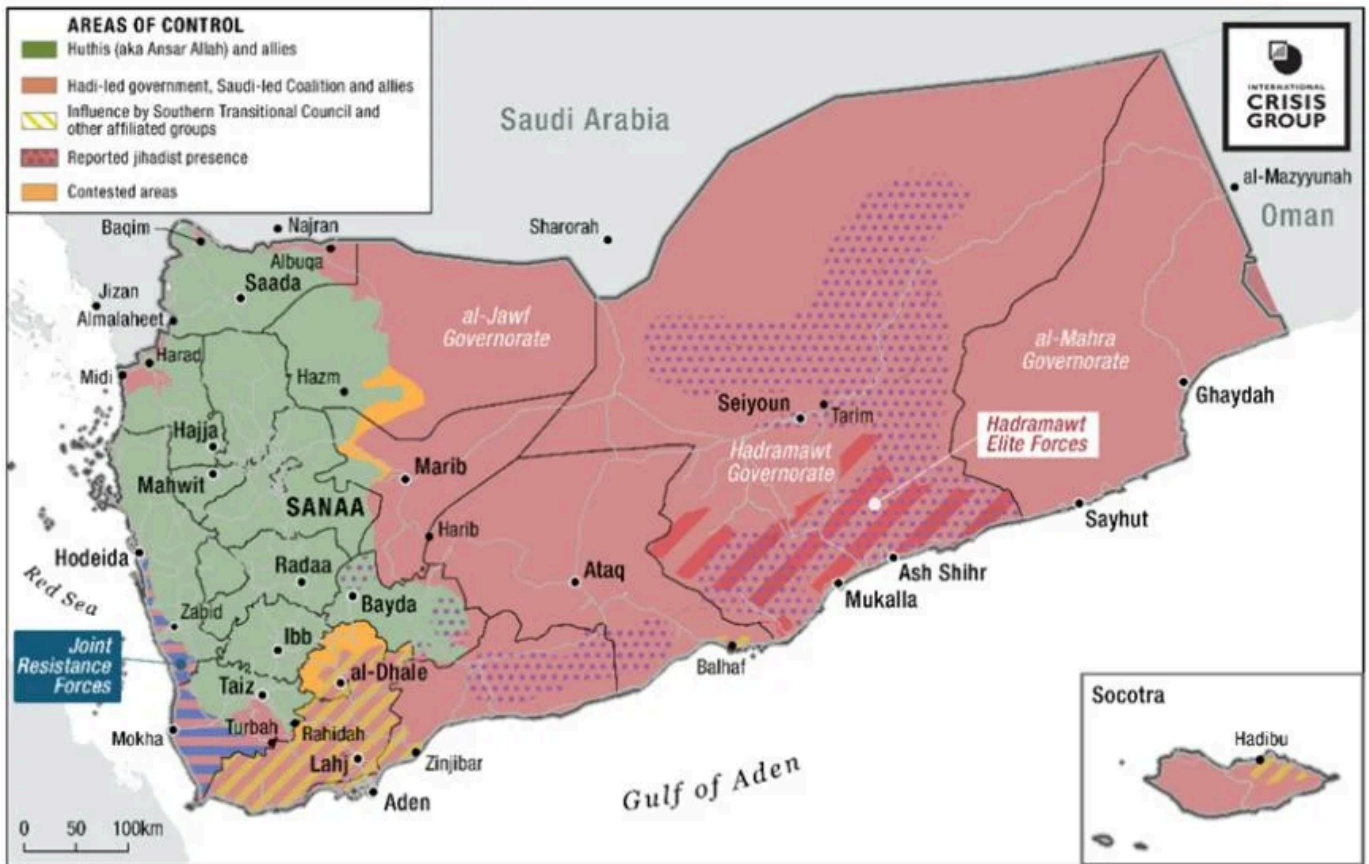 AREAS OF CONTROL
Huthis (aka Ansar Allah) and allies
Hadi-led government, Saudi-led Coalition and allies
Influence by Southern Transitional Council and
other affiliated groups
Reported jihadist presence
Contested areas
INTERNATIONAL
CRISIS
GROUP
Saudi Arabia
al-Mazyyunah
Oman
Baqim
Najran
Sharorah
Albuqa
Saada
Jizan
Almalaheet
al-Jawf
Governorate
al-Mahra
Governorate
Harad
Midi
Hazm
Ghaydah
Seiyoun
Tarim
Hadramawt
Elite Forces
Hajja
Hadramawt
Governorate
Marib
Mahwit
SANAA
Sayhut
Harib
Hodeida
Radaa
Ataq
Ash Shihr
Red Sea
Bayda
Mukalla
Zabid
Ibb
Joint
Resistance
Forces
al-Dhale
Balhaf
Taiz
Turbah
Rahidah
Mokha
Lahj
Zinjibar
Aden
Gulf of Aden
Socotra
Hadibu
0 50 100km